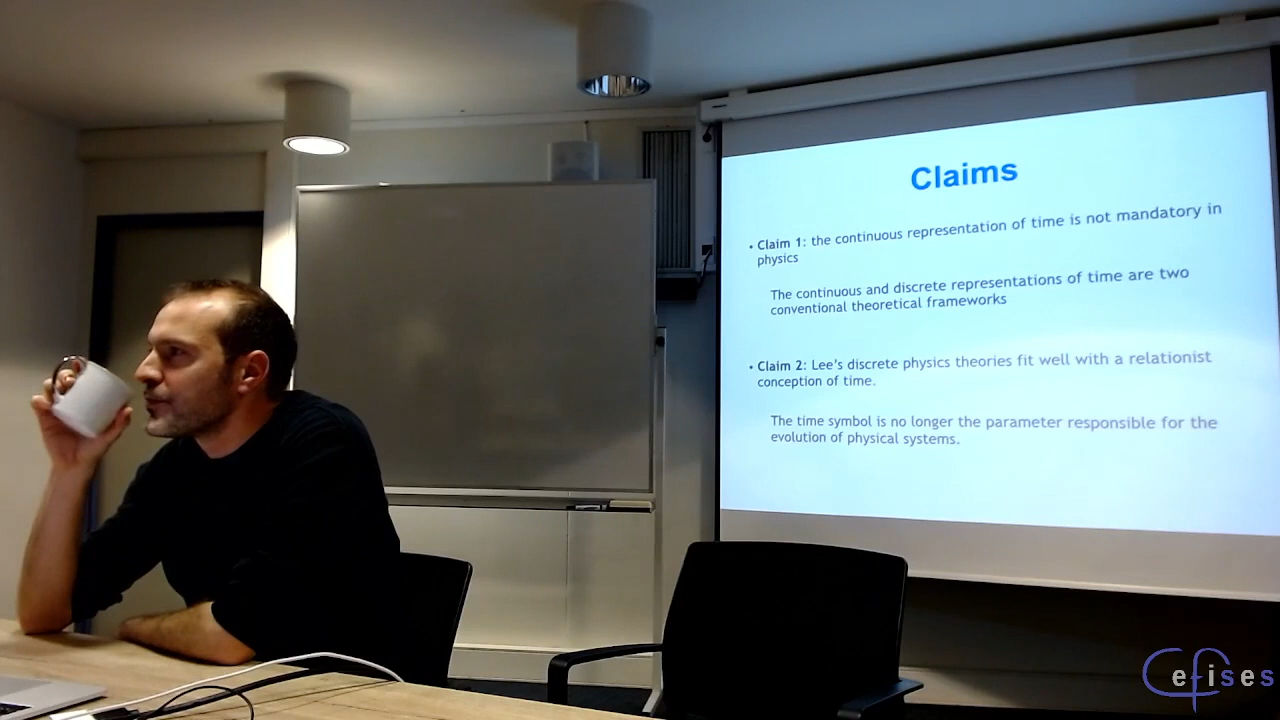 Claims
• Claim 1: the continuous representation of time is not mandatory in
physics
The continuous and discrete representations of time are two
conventional theoretical frameworks
• Claim 2: Lee's discrete physics theories fit well with a relationist
conception of time.
The time symbol is no longer the parameter responsible for the
evolution of physical systems.
Cefises